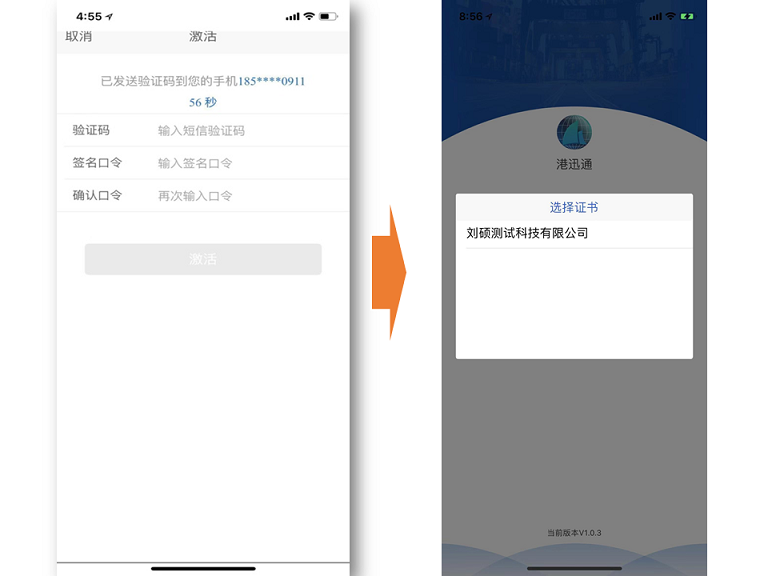 4:55
取消 激活
已发送验证码到您的手机185****0911
56 秒
验证码 输入短信验证码
签名口令 输入签名口令
确认口令 再次输入口令
激活
8:56
港迅通
选择证书
刘硕测试科技有限公司
当前版本V1.0.3